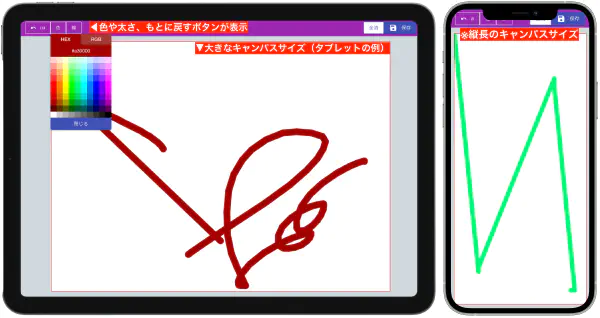 ◀色や太さ、もとに戻すボタンが表示
全消
保存
HEX
RGB
▼大きなキャンバスサイズ（タブレットの例）
閉じる
保存
※縦長のキャンバスサイズ